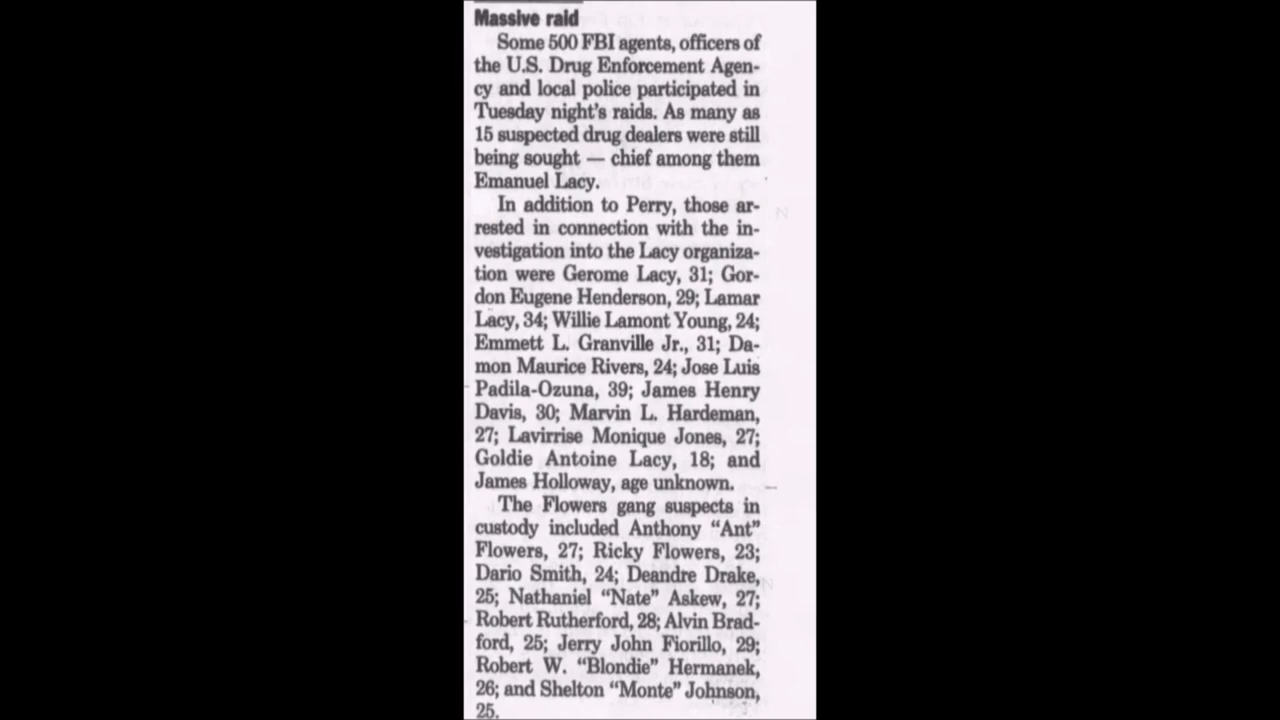 Massive raid
Some 500 FBI agents, officers of
the U.S. Drug Enforcement Agen-
cy and local police participated in
Tuesday night's raids. As many as
15 suspected drug dealers were still
being sought — chief among them
Emanuel Lacy.
In addition to Perry, those ar-
rested in connection with the in-
vestigation into the Lacy organiza-
tion were Gerome Lacy, 31; Gor-
don Eugene Henderson, 29; Lamar
Lacy, 34; Willie Lamont Young, 24;
Emmett L. Granville Jr., 31; Da-
mon Maurice Rivers, 24; Jose Luis
Padila-Ozuna, 39; James Henry
Davis, 30; Marvin L. Hardeman,
27; Lavirrise Monique Jones, 27;
Goldie Antoine Lacy, 18; and
James Holloway, age unknown.
The Flowers gang suspects in
custody included Anthony “Ant”
Flowers, 27; Ricky Flowers, 23;
Dario Smith, 24; Deandre Drake,
25; Nathaniel “Nate” Askew, 27;
Robert Rutherford, 28; Alvin Brad-
ford, 25; Jerry John Fiorillo, 29;
Robert W. “Blondie” Hermanek,
26; and Shelton “Monte” Johnson,
25.